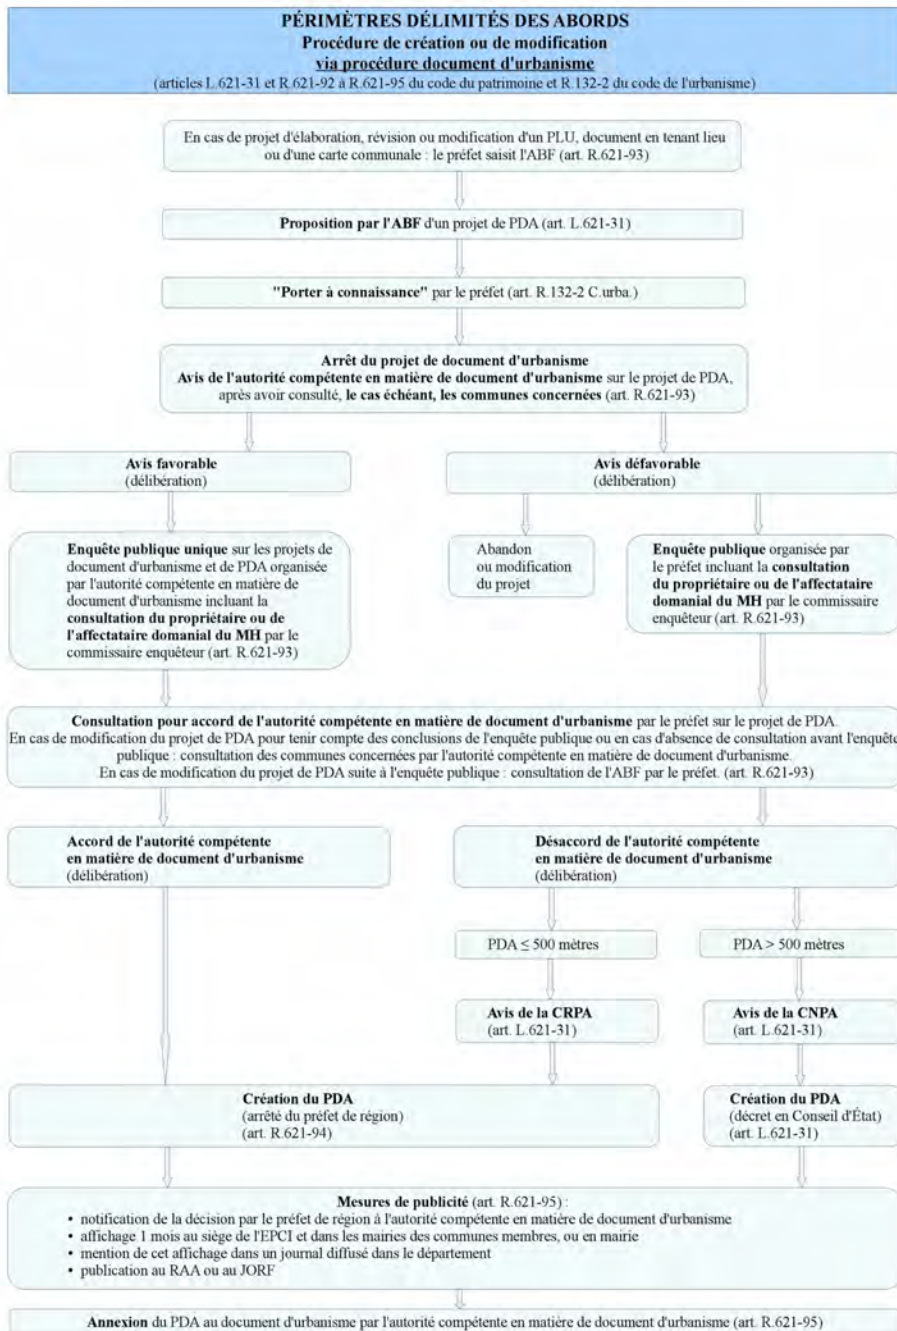 PÉRIMÈTRES DÉLIMITÉS DES ABORDS
Procédure de création ou de modification
via procédure document d'urbanisme
(articles L.621-31 et R.621-92 à R.621-95 du code du patrimoine et R.132-2 du code de l'urbanisme)
En cas de projet d'élaboration, révision ou modification d'un PLU, document en tenant lieu
ou d'une carte communale : le préfet saisit l'ABF (art. R.621-93)
Proposition par l'ABF d'un projet de PDA (art. L.621-31)
"Porter à connaissance" par le préfet (art. R.132-2 C.urba.)
Arrêt du projet de document d'urbanisme
Avis de l'autorité compétente en matière de document d'urbanisme sur le projet de PDA,
après avoir consulté, le cas échéant, les communes concernées (art. R.621-93)
Avis favorable
(délibération)
Avis défavorable
(délibération)
Enquête publique unique sur les projets de
document d'urbanisme et de PDA organisée
par l'autorité compétente en matière de
document d'urbanisme incluant la
consultation du propriétaire ou de
l'affectataire domanial du MH par le
commissaire enquêteur (art. R.621-93)
Abandon
ou modification
du projet
Enquête publique organisée par
le préfet incluant la consultation
du propriétaire ou de l'affectataire
domanial du MH par le commissaire
enquêteur (art. R.621-93)
Consultation pour accord de l'autorité compétente en matière de document d'urbanisme par le préfet sur le projet de PDA.
En cas de modification du projet de PDA pour tenir compte des conclusions de l'enquête publique ou en cas d'absence de consultation avant l'enquête
publique : consultation des communes concernées par l'autorité compétente en matière de document d'urbanisme.
En cas de modification du projet de PDA suite à l'enquête publique : consultation de l'ABF par le préfet. (art. R.621-93)
Accord de l'autorité compétente
en matière de document d'urbanisme
(délibération)
Désaccord de l'autorité compétente
en matière de document d'urbanisme
(délibération)
PDA ≤ 500 mètres
PDA > 500 mètres
Avis de la CRPA
(art. L.621-31)
Avis de la CNPA
(art. L.621-31)
Création du PDA
(arrêté du préfet de région)
(art. R.621-94)
Création du PDA
(décret en Conseil d'État)
(art. L.621-31)
Mesures de publicité (art. R.621-95) :
• notification de la décision par le préfet de région à l'autorité compétente en matière de document d'urbanisme
• affichage 1 mois au siège de l'EPCI et dans les mairies des communes membres, ou en mairie
• mention de cet affichage dans un journal diffusé dans le département
• publication au RAA ou au JORF
Annexion du PDA au document d'urbanisme par l'autorité compétente en matière de document d'urbanisme (art. R.621-95)